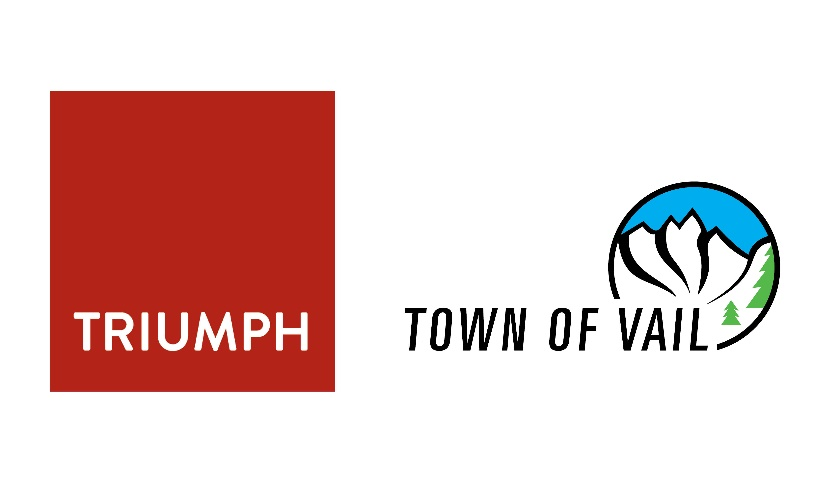 TRIUMPH
TOWN OF VAIL